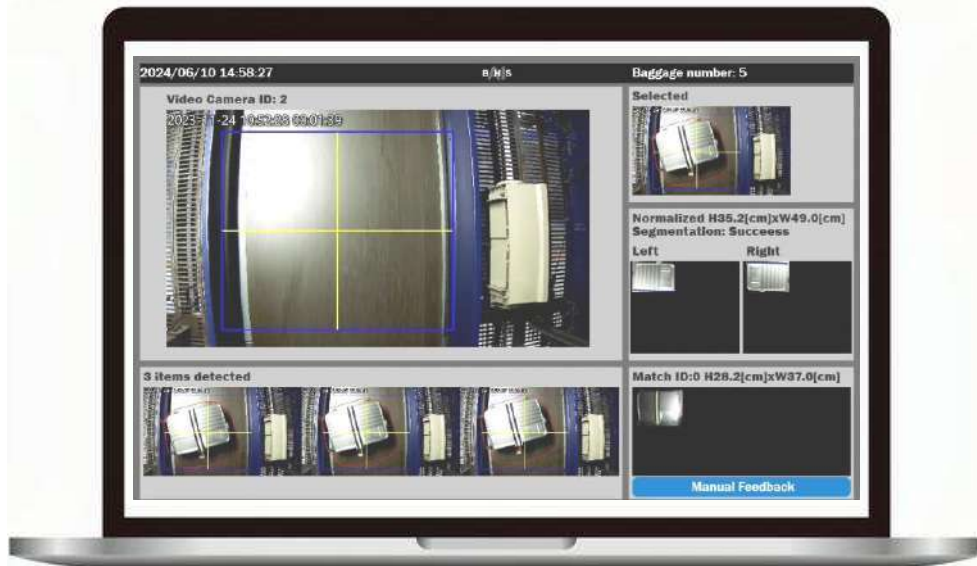 2024/06/10 14:58:27
B/H|S
Baggage number: 5
Video Camera ID: 2
Selected
Normalized H35.2[cm]xW49.0[cm]
Segmentation: Succeess
Left
Right
3 items detected
Match ID:0 H28.2[cm]xW37.0[cm]
Manual Feedback